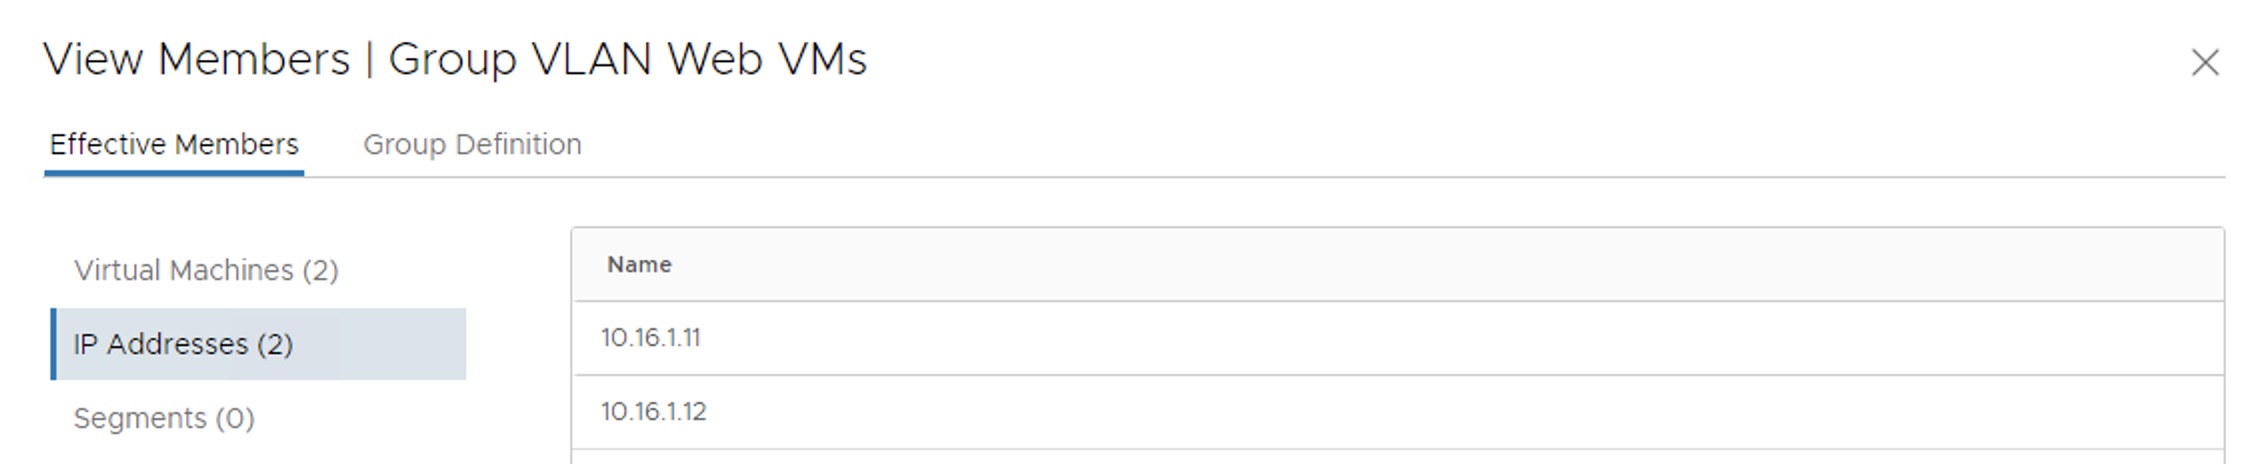 View Members | Group VLAN Web VMs
Effective Members
Group Definition
Virtual Machines (2)
IP Addresses (2)
Segments (0)
Name
10.16.1.11
10.16.1.12